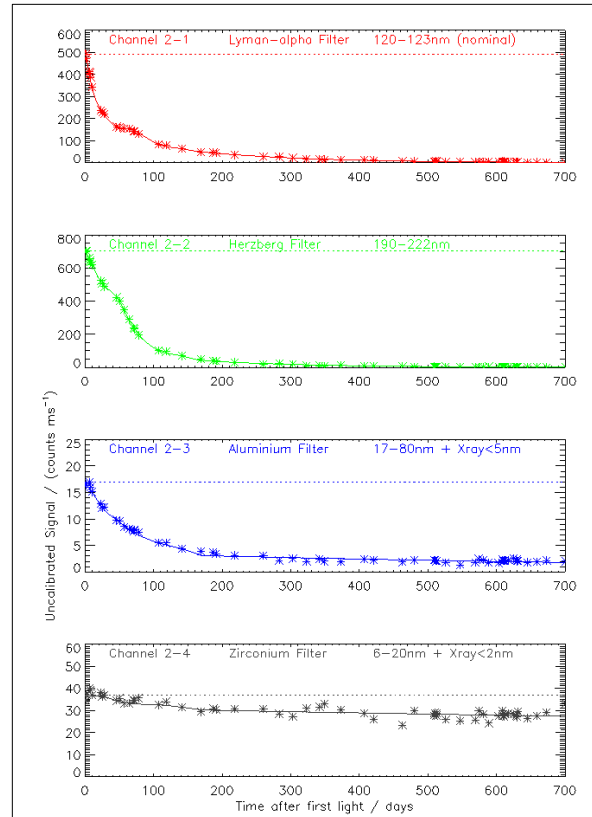 Channel 2-1 Lyman-alpha Filter 120-123nm (nominal)
600
500
400
300
200
100
0
0 100 200 300 400 500 600 700
Channel 2-2 Herzberg Filter 190-222nm
800
600
400
200
0
0 100 200 300 400 500 600 700
Uncalibrated Signal / (counts ms⁻¹)
Channel 2-3 Aluminium Filter 17-80nm + Xray<5nm
25
20
15
10
5
0
0 100 200 300 400 500 600 700
Channel 2-4 Zirconium Filter 6-20nm + Xray<2nm
60
50
40
30
20
10
0
0 100 200 300 400 500 600 700
Time after first light / days